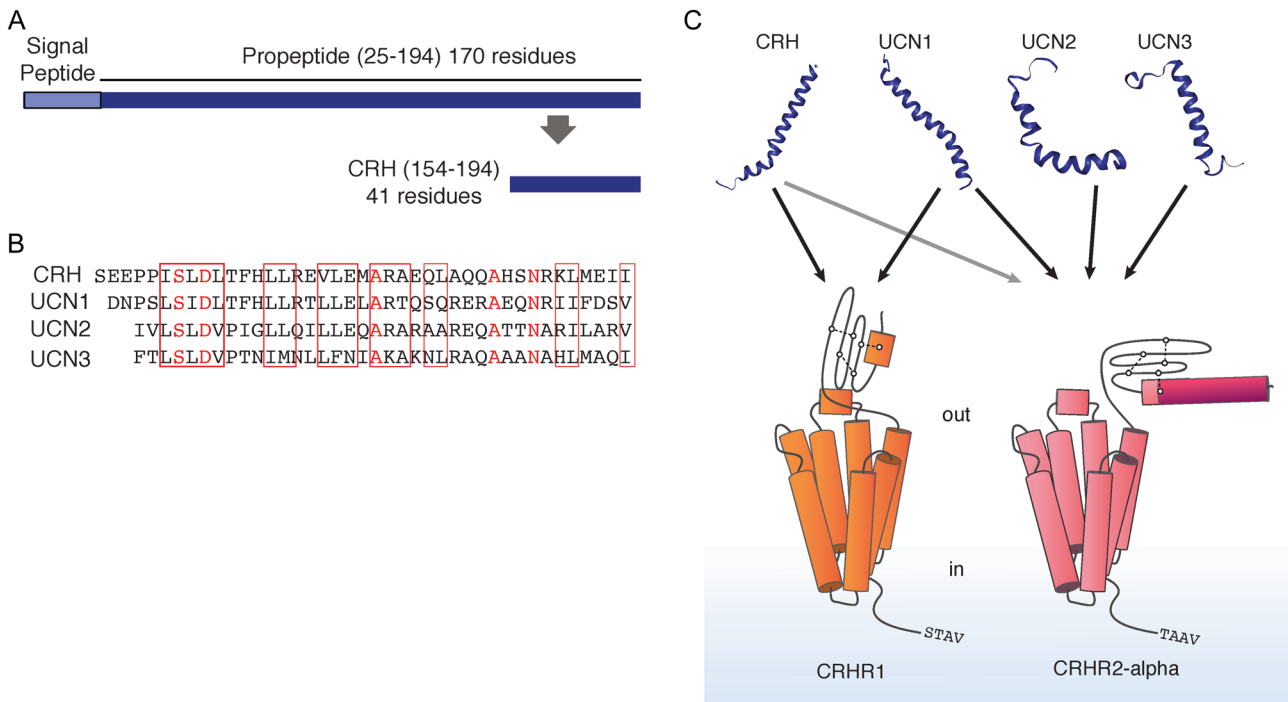 A
Signal
Peptide
Propeptide (25-194) 170 residues
CRH (154-194)
41 residues
B
CRH SEEPPISLDLTFHLLREVLEMARAEQLAQQAHSNRKLMEII
UCN1 DNPSLSIDLTFHLLRTLLELARTQSQRERAEQNRIIFDSV
UCN2 IVLSLDVPIGLLQILLEQARARAAREQATTNARILARV
UCN3 FTLSLDVPTNIMNLLFNIAKAKNLRAQAAANAHLMAQI
C
CRH UCN1 UCN2 UCN3
out
in
STAV
TAAV
CRHR1
CRHR2-alpha